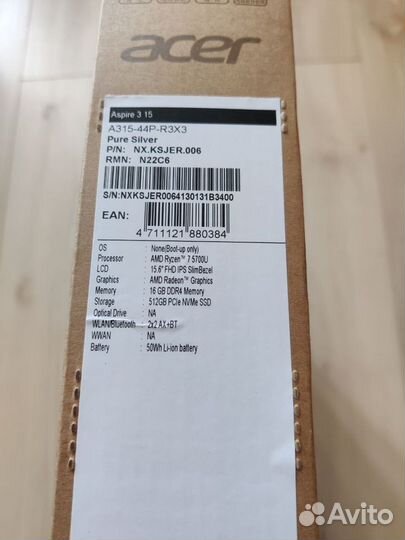 acer
Aspire 3 15
A315-44P-R3X3
Pure Silver
P/N: NX.KSJER.006
RMN: N22C6
S/N:NXKSJER0064130131B3400
EAN:
4 711121 880384
OS : None(Boot-up only)
Processor : AMD Ryzen™ 7 5700U
LCD : 15.6" FHD IPS SlimBezel
Graphics : AMD Radeon™ Graphics
Memory : 16 GB DDR4 Memory
Storage : 512GB PCIe NVMe SSD
Optical Drive : NA
WLAN/Bluetooth : 2x2 AX+BT
WWAN : NA
Battery : 50Wh Li-ion battery
Avito